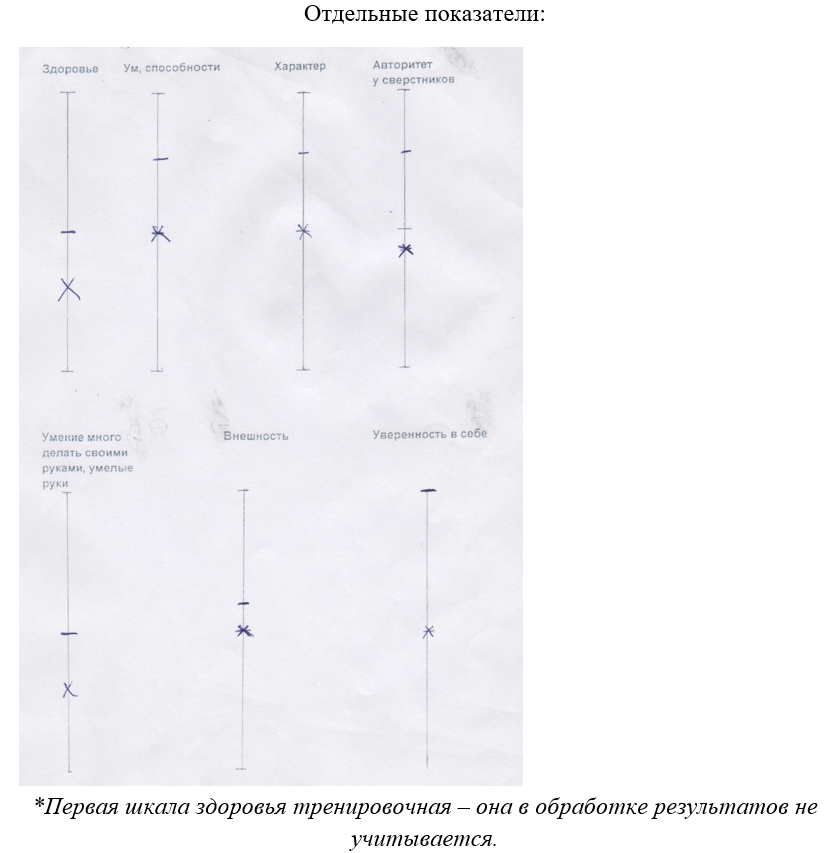 Отдельные показатели:
Здоровье
Ум, способности
Характер
Авторитет
у сверстников
Умение много
делать своими
руками, умелые
руки
Внешность
Уверенность в себе
*Первая шкала здоровья тренировочная – она в обработке результатов не
учитывается.